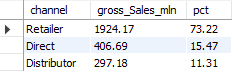 channel gross_Sales_mln pct
Retailer 1924.17 73.22
Direct 406.69 15.47
Distributor 297.18 11.31